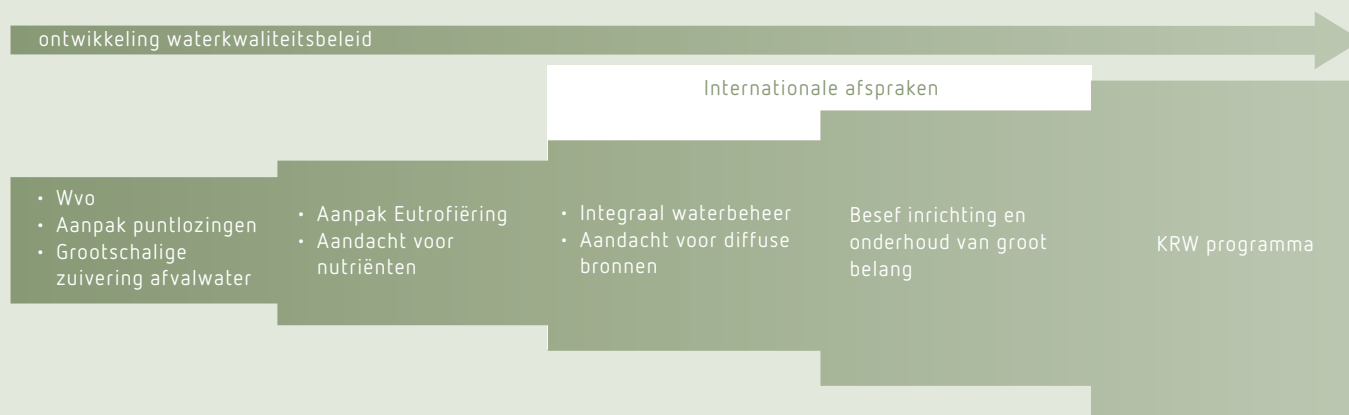 ontwikkeling waterkwaliteitsbeleid
Internationale afspraken
• Wvo
• Aanpak puntlozingen
• Grootschalige
zuivering afvalwater
• Aanpak Eutrofiëring
• Aandacht voor
nutriënten
• Integraal waterbeheer
• Aandacht voor diffuse
bronnen
Besef inrichting en
onderhoud van groot
belang
KRW programma